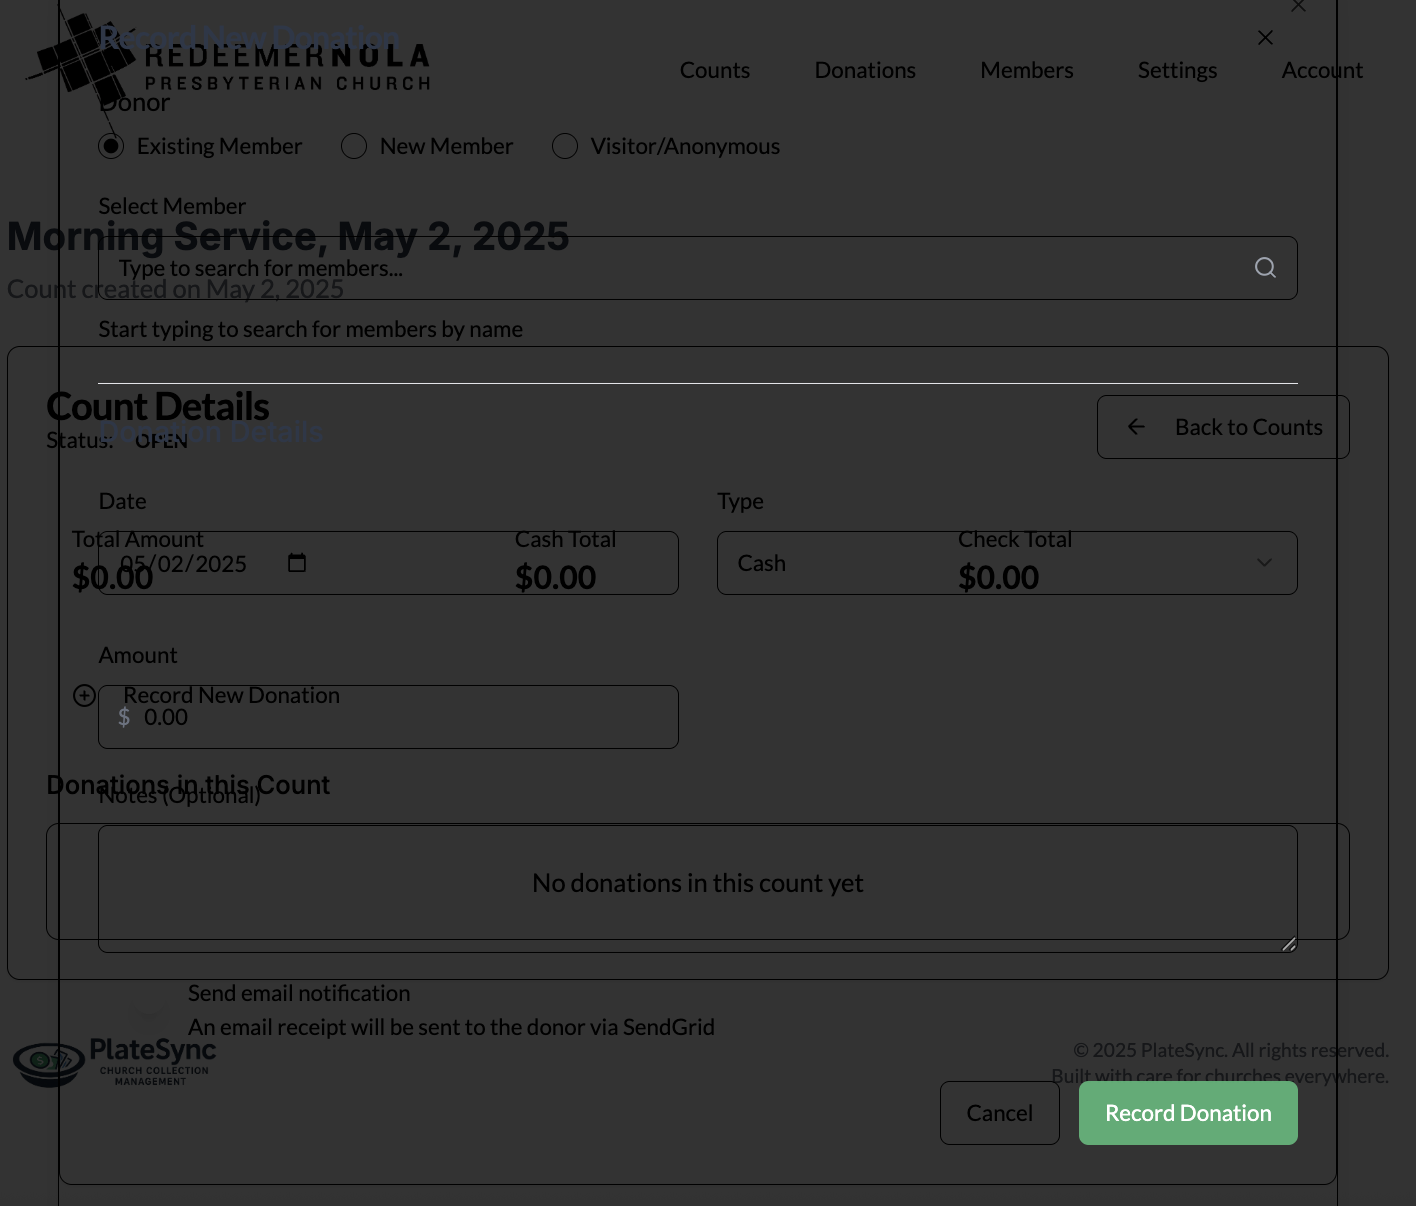 Record New Donation
REDEEMERNOLA
PRESBYTERIAN CHURCH
Counts
Donations
Members
Settings
Account
Donor
Existing Member
New Member
Visitor/Anonymous
Select Member
Morning Service, May 2, 2025
Type to search for members...
Count created on May 2, 2025
Start typing to search for members by name
Count Details
Donation Details
Status: OPEN
Back to Counts
Date
Type
Total Amount
Cash Total
Check Total
05/02/2025
Cash
$0.00
$0.00
$0.00
Amount
Record New Donation
$ 0.00
Donations in this Count
Notes (Optional)
No donations in this count yet
Send email notification
An email receipt will be sent to the donor via SendGrid
PlateSync
CHURCH COLLECTION
MANAGEMENT
© 2025 PlateSync. All rights reserved.
Built with care for churches everywhere.
Cancel
Record Donation